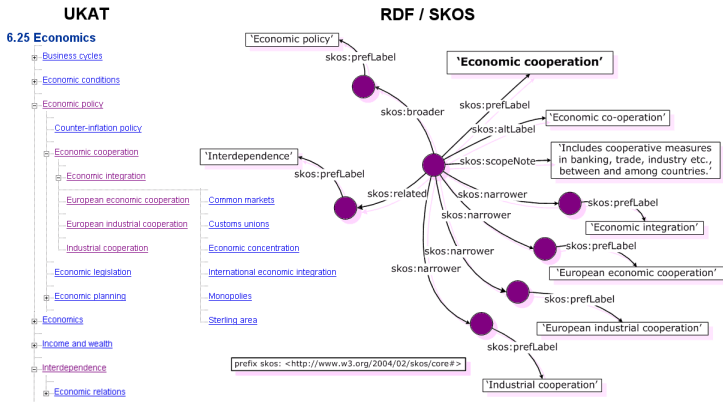 UKAT
RDF / SKOS
6.25 Economics
Business cycles
Economic conditions
Economic policy
Counter-inflation policy
Economic cooperation
Economic integration
European economic cooperation
European industrial cooperation
Industrial cooperation
Economic legislation
Economic planning
Economics
Income and wealth
Interdependence
Economic relations
Common markets
Customs unions
Economic concentration
International economic integration
Monopolies
Sterling area
'Economic policy'
skos:prefLabel
skos:broader
'Economic cooperation'
skos:prefLabel
skos:altLabel
'Economic co-operation'
skos:scopeNote
'Includes cooperative measures
in banking, trade, industry etc.,
between and among countries.'
'Interdependence'
skos:prefLabel
skos:related
skos:narrower
skos:prefLabel
'Economic integration'
skos:narrower
skos:prefLabel
'European economic cooperation'
skos:narrower
skos:prefLabel
'European industrial cooperation'
skos:narrower
skos:prefLabel
'Industrial cooperation'
prefix skos: <http://www.w3.org/2004/02/skos/core#>